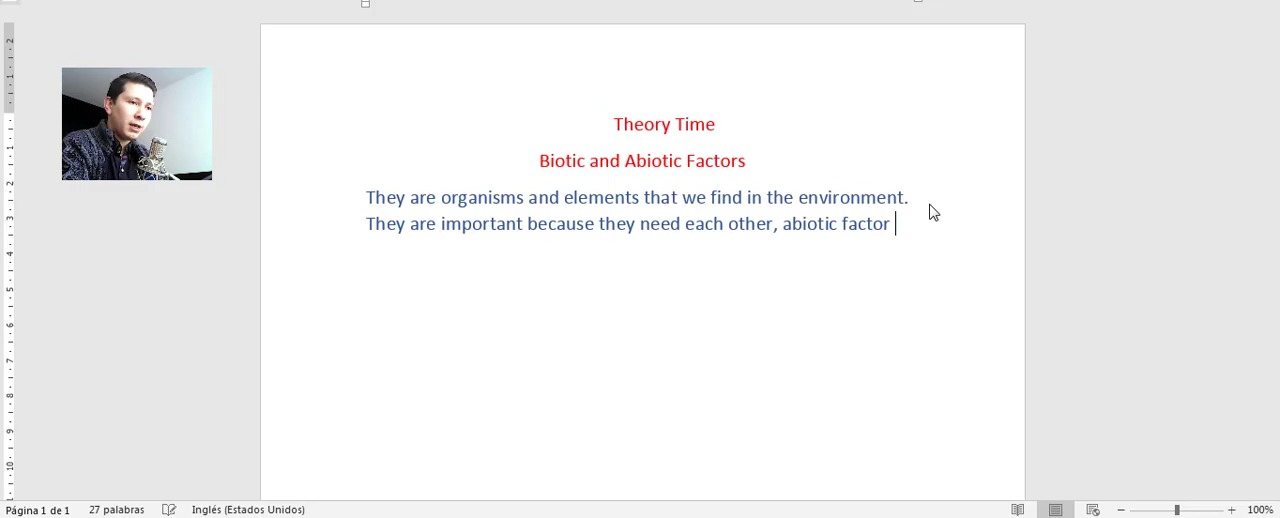 Theory Time
Biotic and Abiotic Factors
They are organisms and elements that we find in the environment.
They are important because they need each other, abiotic factor
Página 1 de 1 27 palabras Inglés (Estados Unidos) 100%